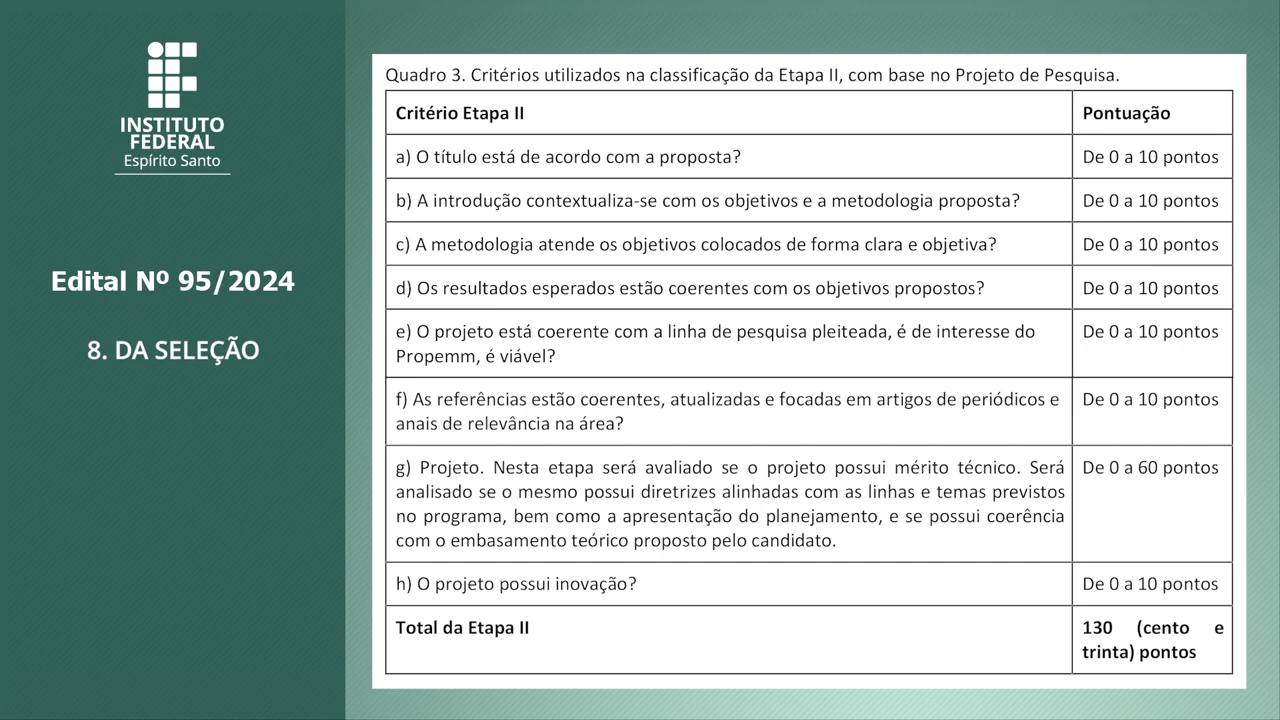 INSTITUTO
FEDERAL
Espírito Santo
Edital Nº 95/2024
8. DA SELEÇÃO
Quadro 3. Critérios utilizados na classificação da Etapa II, com base no Projeto de Pesquisa.
Critério Etapa II
Pontuação
a) O título está de acordo com a proposta?
De 0 a 10 pontos
b) A introdução contextualiza-se com os objetivos e a metodologia proposta?
De 0 a 10 pontos
c) A metodologia atende os objetivos colocados de forma clara e objetiva?
De 0 a 10 pontos
d) Os resultados esperados estão coerentes com os objetivos propostos?
De 0 a 10 pontos
e) O projeto está coerente com a linha de pesquisa pleiteada, é de interesse do
Propemm, é viável?
De 0 a 10 pontos
f) As referências estão coerentes, atualizadas e focadas em artigos de periódicos e
anais de relevância na área?
De 0 a 10 pontos
g) Projeto. Nesta etapa será avaliado se o projeto possui mérito técnico. Será
analisado se o mesmo possui diretrizes alinhadas com as linhas e temas previstos
no programa, bem como a apresentação do planejamento, e se possui coerência
com o embasamento teórico proposto pelo candidato.
De 0 a 60 pontos
h) O projeto possui inovação?
De 0 a 10 pontos
Total da Etapa II
130 (cento e
trinta) pontos